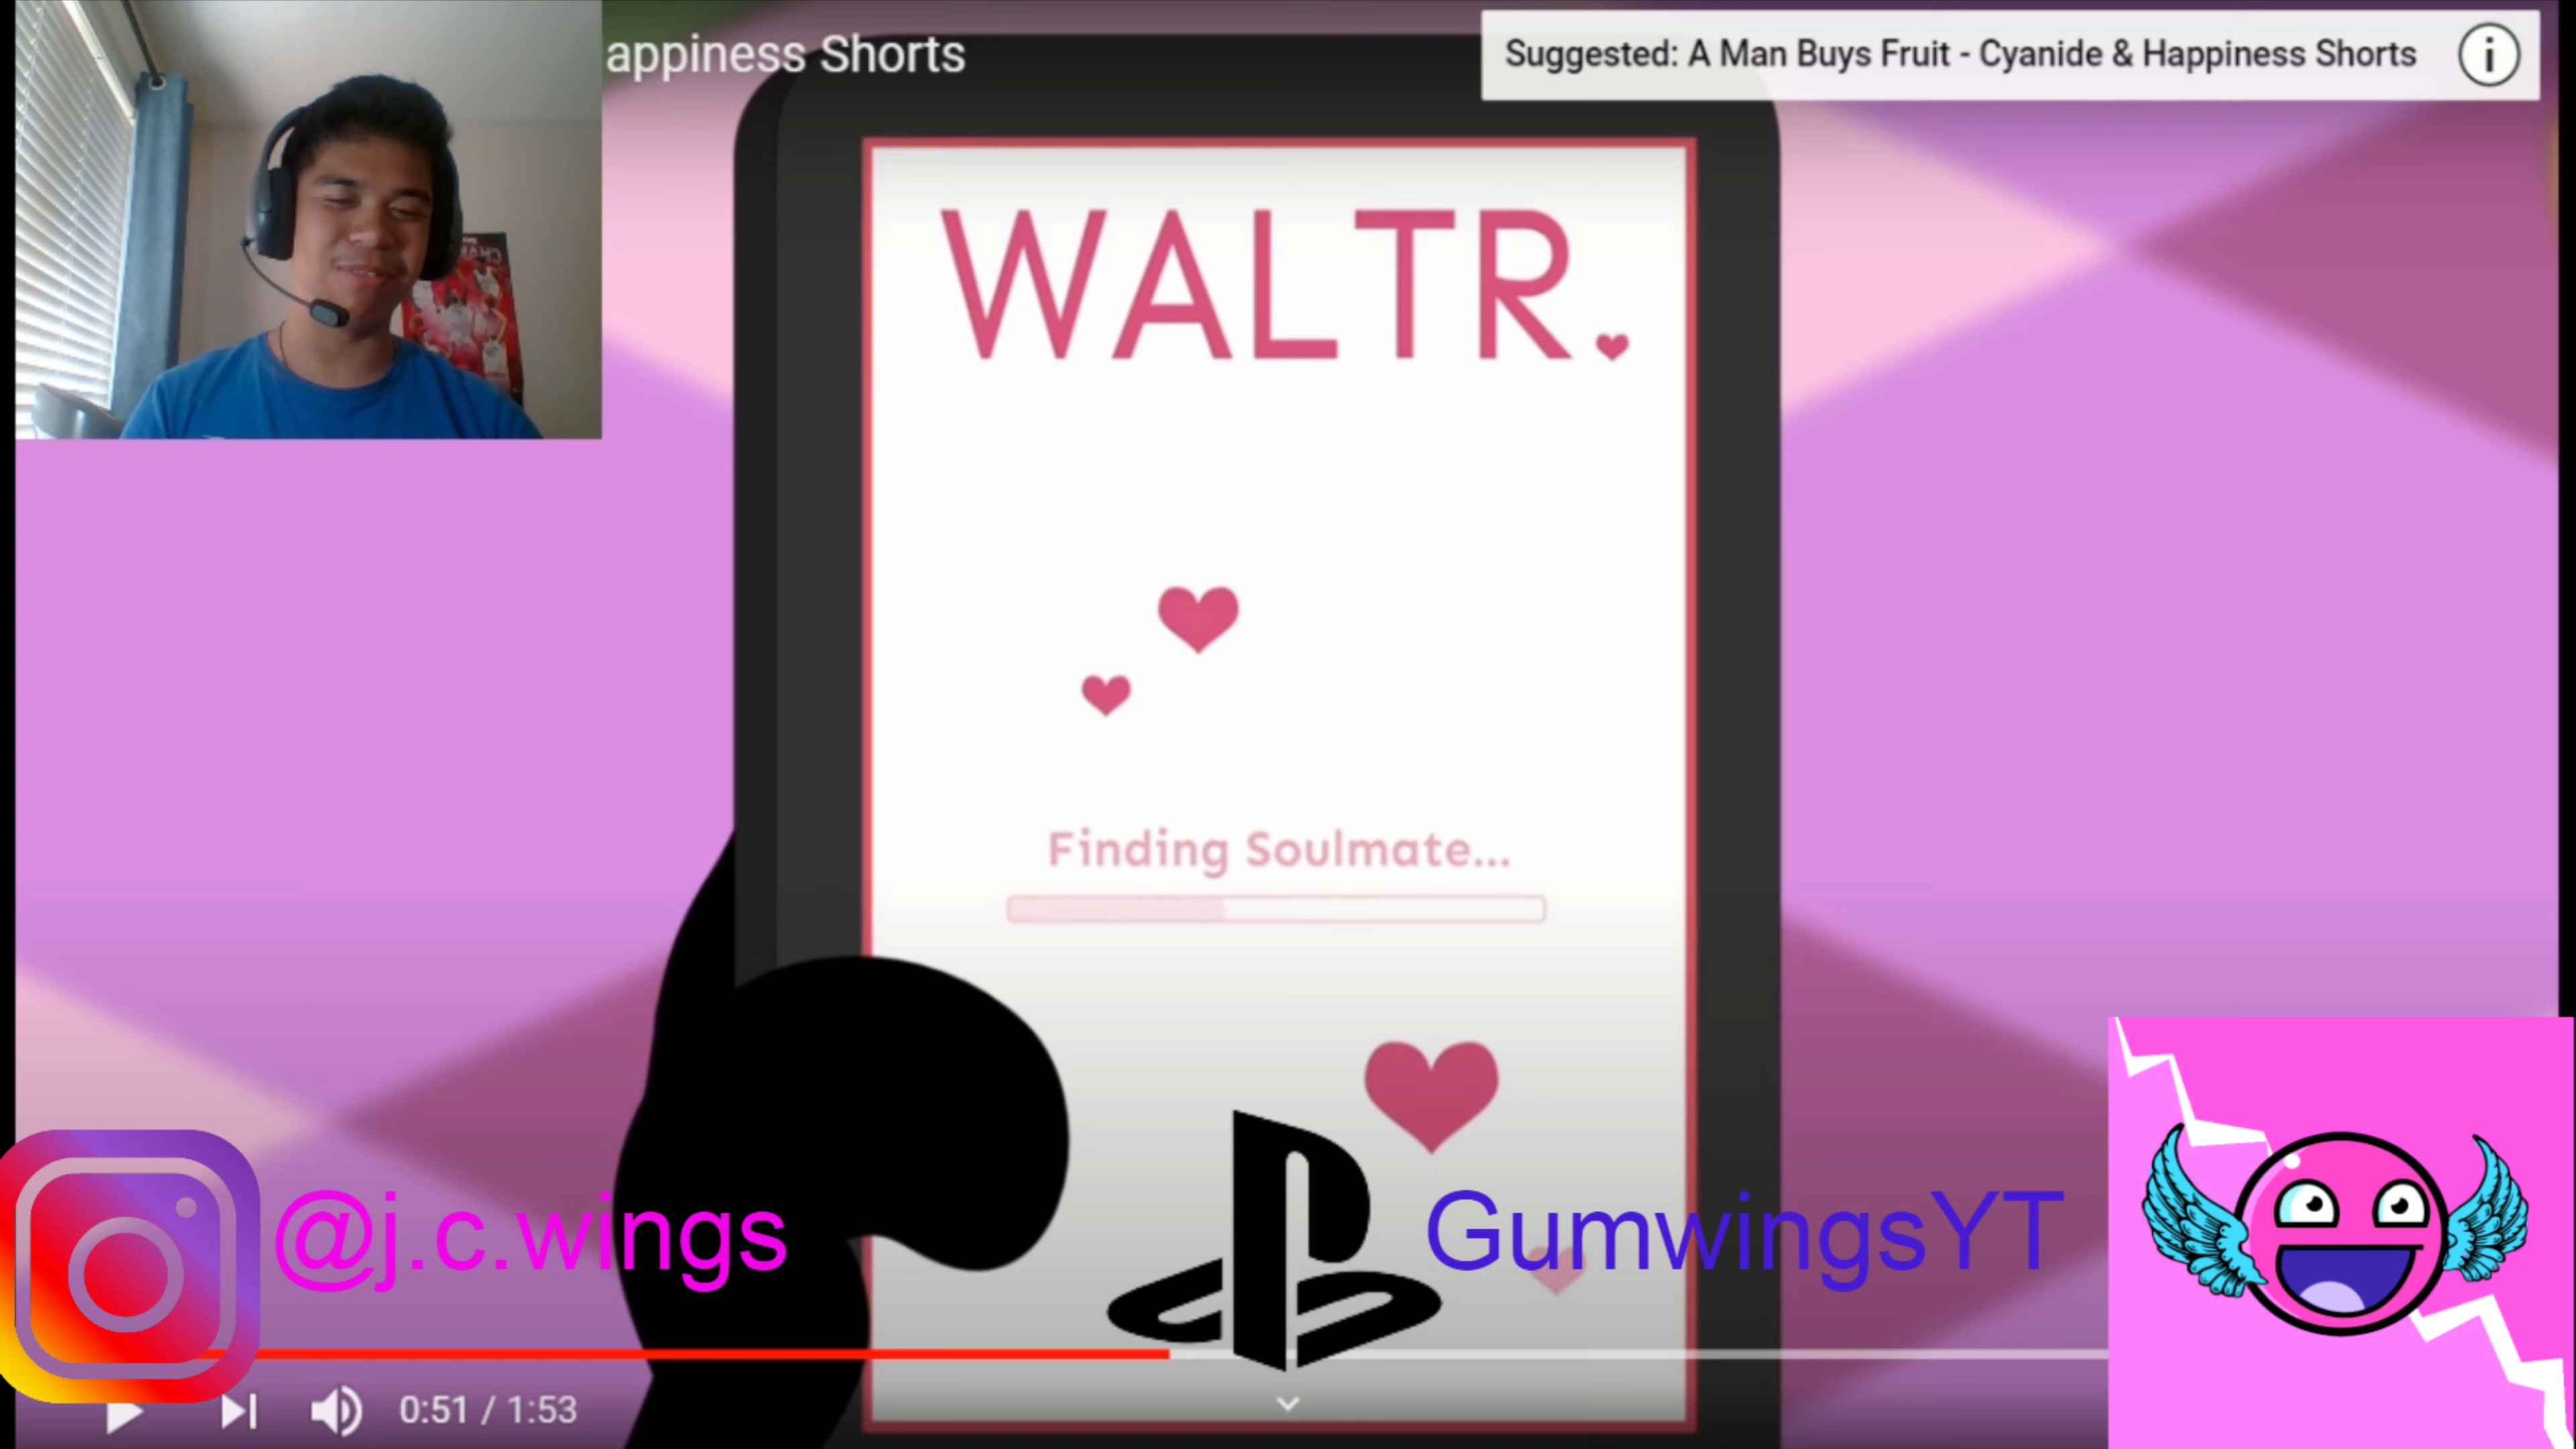 appiness Shorts
Suggested: A Man Buys Fruit - Cyanide & Happiness Shorts
WALTR.
Finding Soulmate...
@j.c.wings
GumwingsYT
0:51 / 1:53